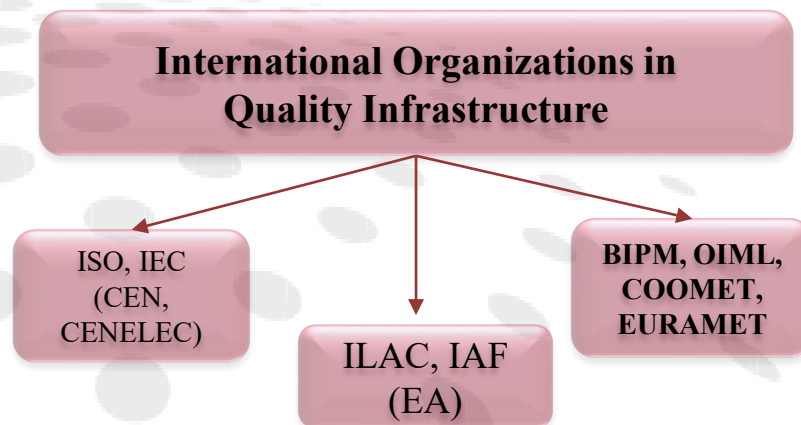 International Organizations in
Quality Infrastructure
ISO, IEC
(CEN,
CENELEC)
ILAC, IAF
(EA)
BIPM, OIML,
COOMET,
EURAMET